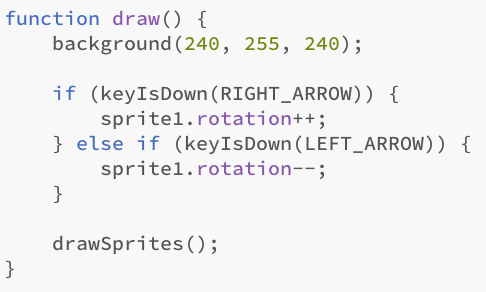 function draw() {
    background(240, 255, 240);

    if (keyIsDown(RIGHT_ARROW)) {
        sprite1.rotation++;
    } else if (keyIsDown(LEFT_ARROW)) {
        sprite1.rotation--;
    }

    drawSprites();
}